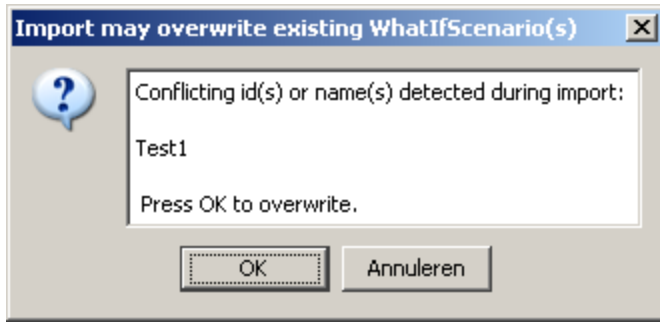 Import may overwrite existing WhatIfScenario(s)
Conflicting id(s) or name(s) detected during import:
Test1
Press OK to overwrite.
OK
Annuleren